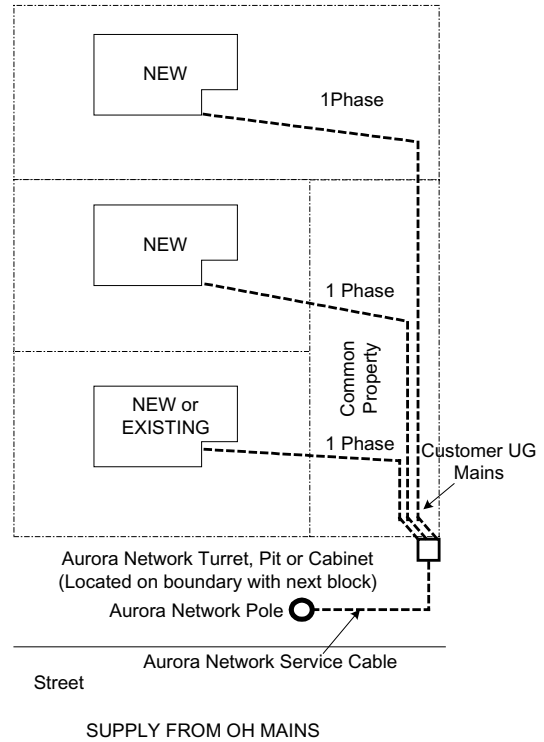 NEW
1Phase
NEW
1 Phase
Common
Property
NEW or
EXISTING
1 Phase
Customer UG
Mains
Aurora Network Turret, Pit or Cabinet
(Located on boundary with next block)
Aurora Network Pole
Aurora Network Service Cable
Street
SUPPLY FROM OH MAINS